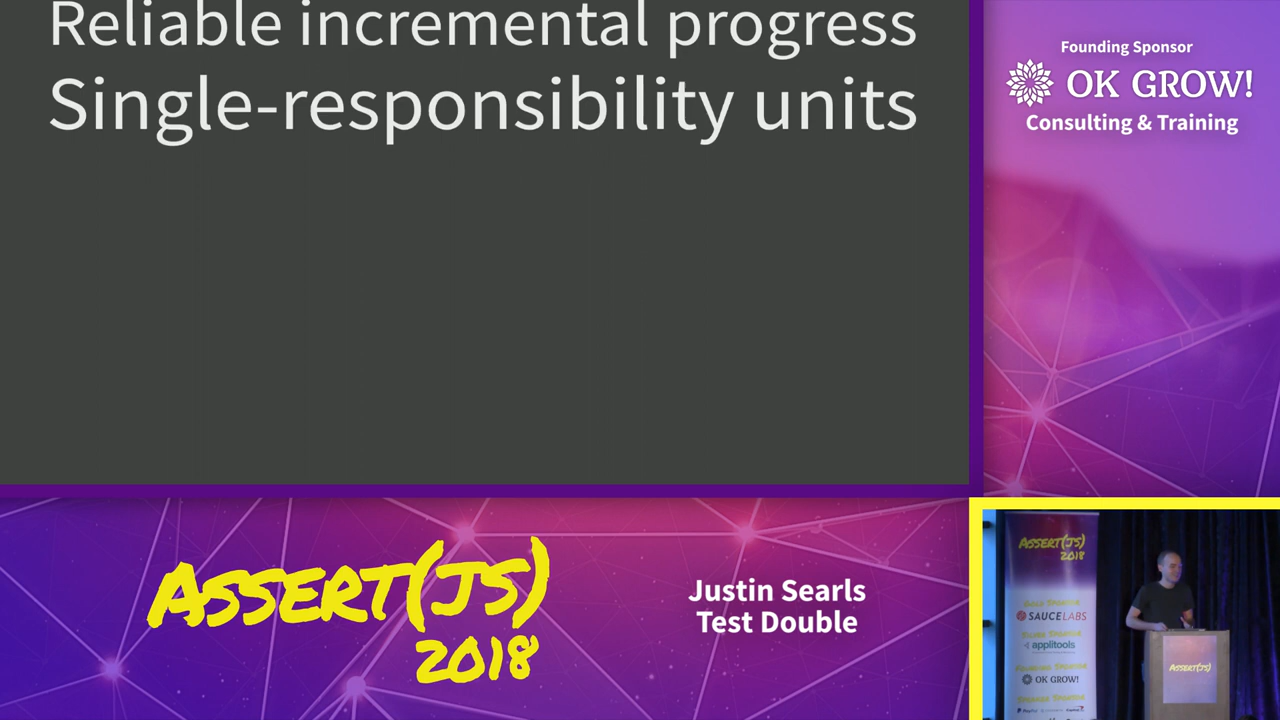 Reliable incremental progress
Single-responsibility units
Founding Sponsor
OK GROW!
Consulting & Training
ASSERT(JS)
2018
Justin Searls
Test Double
ASSERT(JS)
2018
SAUCELABS
applitools
OK GROW!
ASSERT(JS)